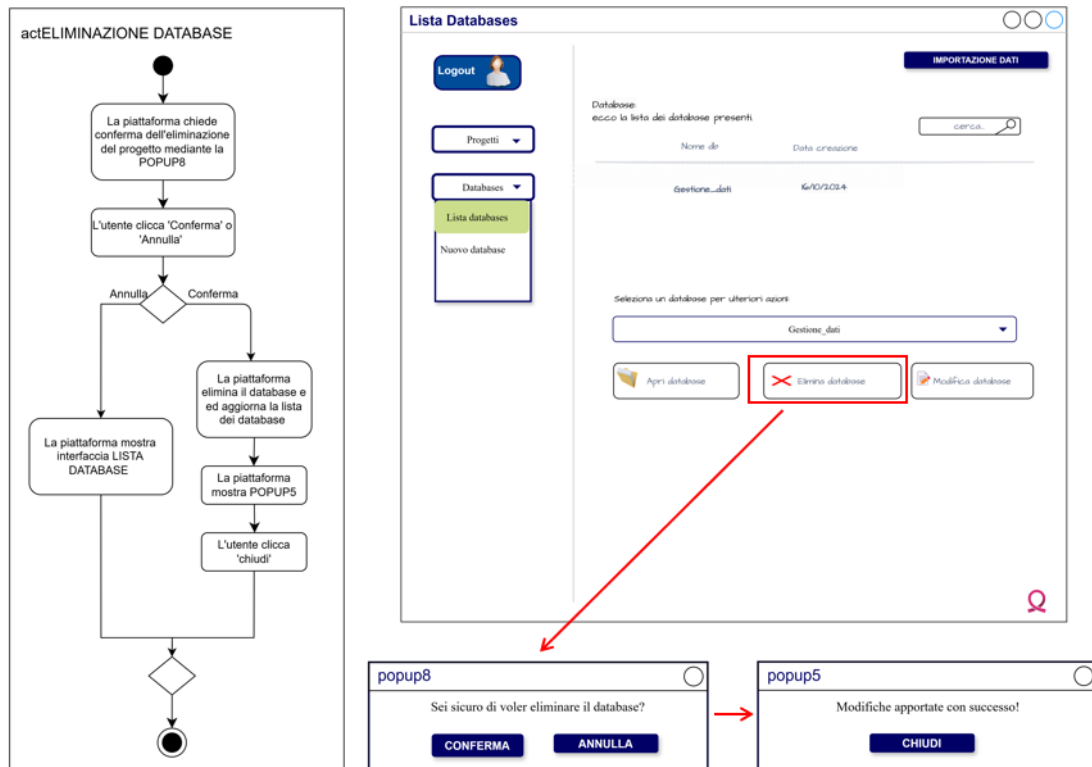 actELIMINAZIONE DATABASE
La piattaforma chiede
conferma dell'eliminazione
del progetto mediante la
POPUP8
L'utente clicca 'Conferma' o
'Annulla'
Annulla
Conferma
La piattaforma
elimina il database e
ed aggiorna la lista
dei database
La piattaforma mostra
interfaccia LISTA
DATABASE
La piattaforma
mostra POPUP5
L'utente clicca
'chiudi'
Lista Databases
Logout
IMPORTAZIONE DATI
Progetti
Databases
Lista databases
Nuovo database
Database:
ecco la lista dei database presenti.
cerca..
Nome db
Data creazione
Gestione_dati
16/10/2024
Seleziona un database per ulteriori azioni:
Gestione_dati
Apri database
Elimina database
Modifica database
popup8
Sei sicuro di voler eliminare il database?
CONFERMA
ANNULLA
popup5
Modifiche apportate con successo!
CHIUDI